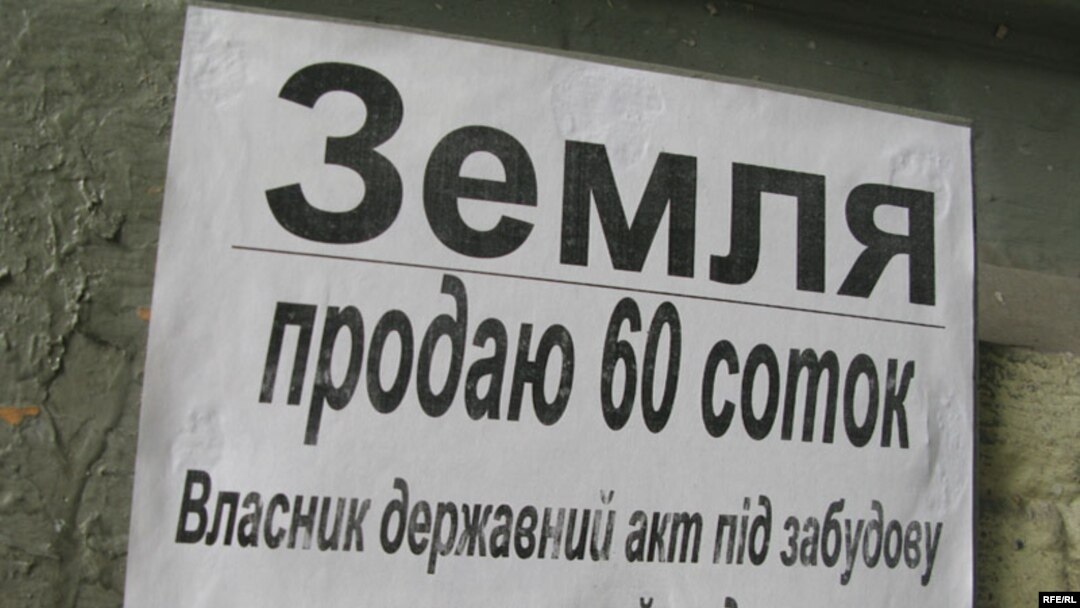 Земля
продаю 60 соток
Власник державний акт під забудову
RFE/RL